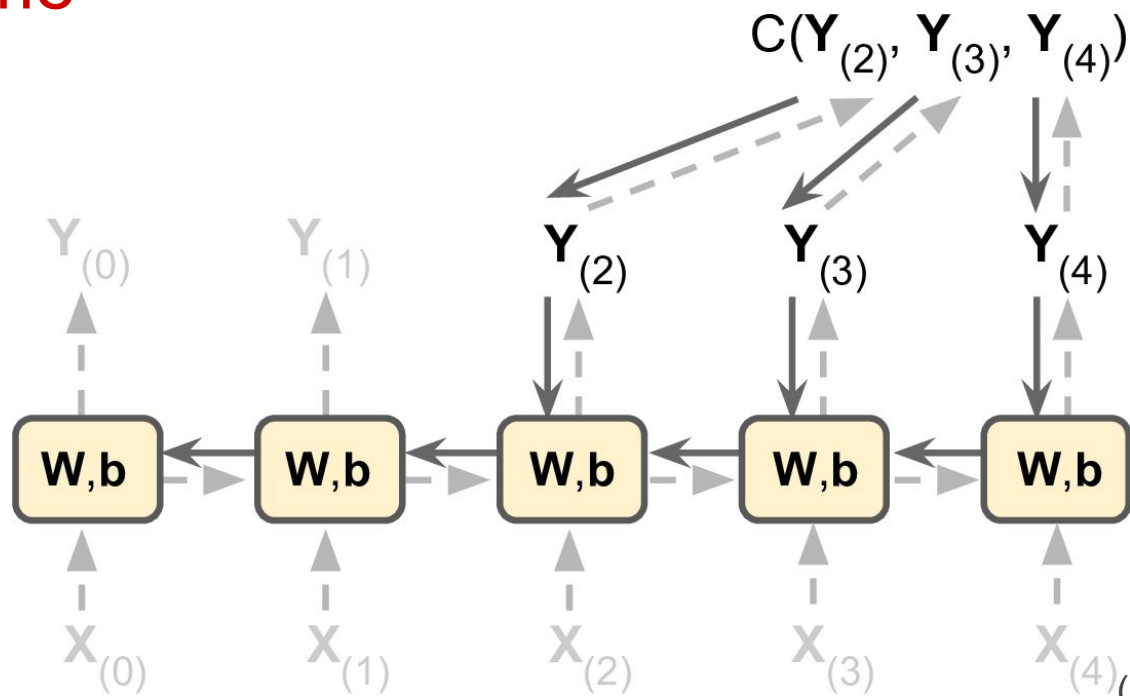 C(Y(2), Y(3), Y(4))
Y(0) Y(1) Y(2) Y(3) Y(4)
W,b W,b W,b W,b W,b
X(0) X(1) X(2) X(3) X(4)(